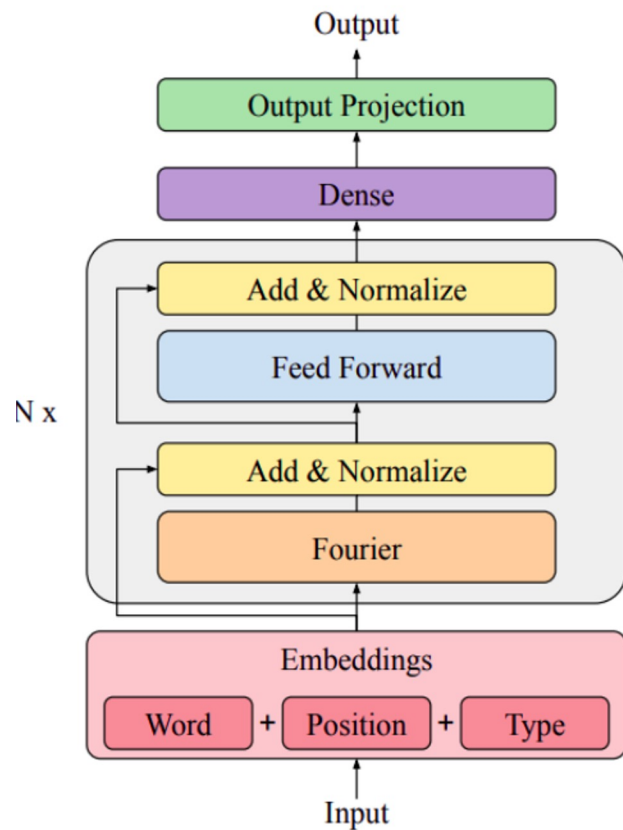 Output
Output Projection
Dense
Add & Normalize
Feed Forward
N x
Add & Normalize
Fourier
Embeddings
Word + Position + Type
Input